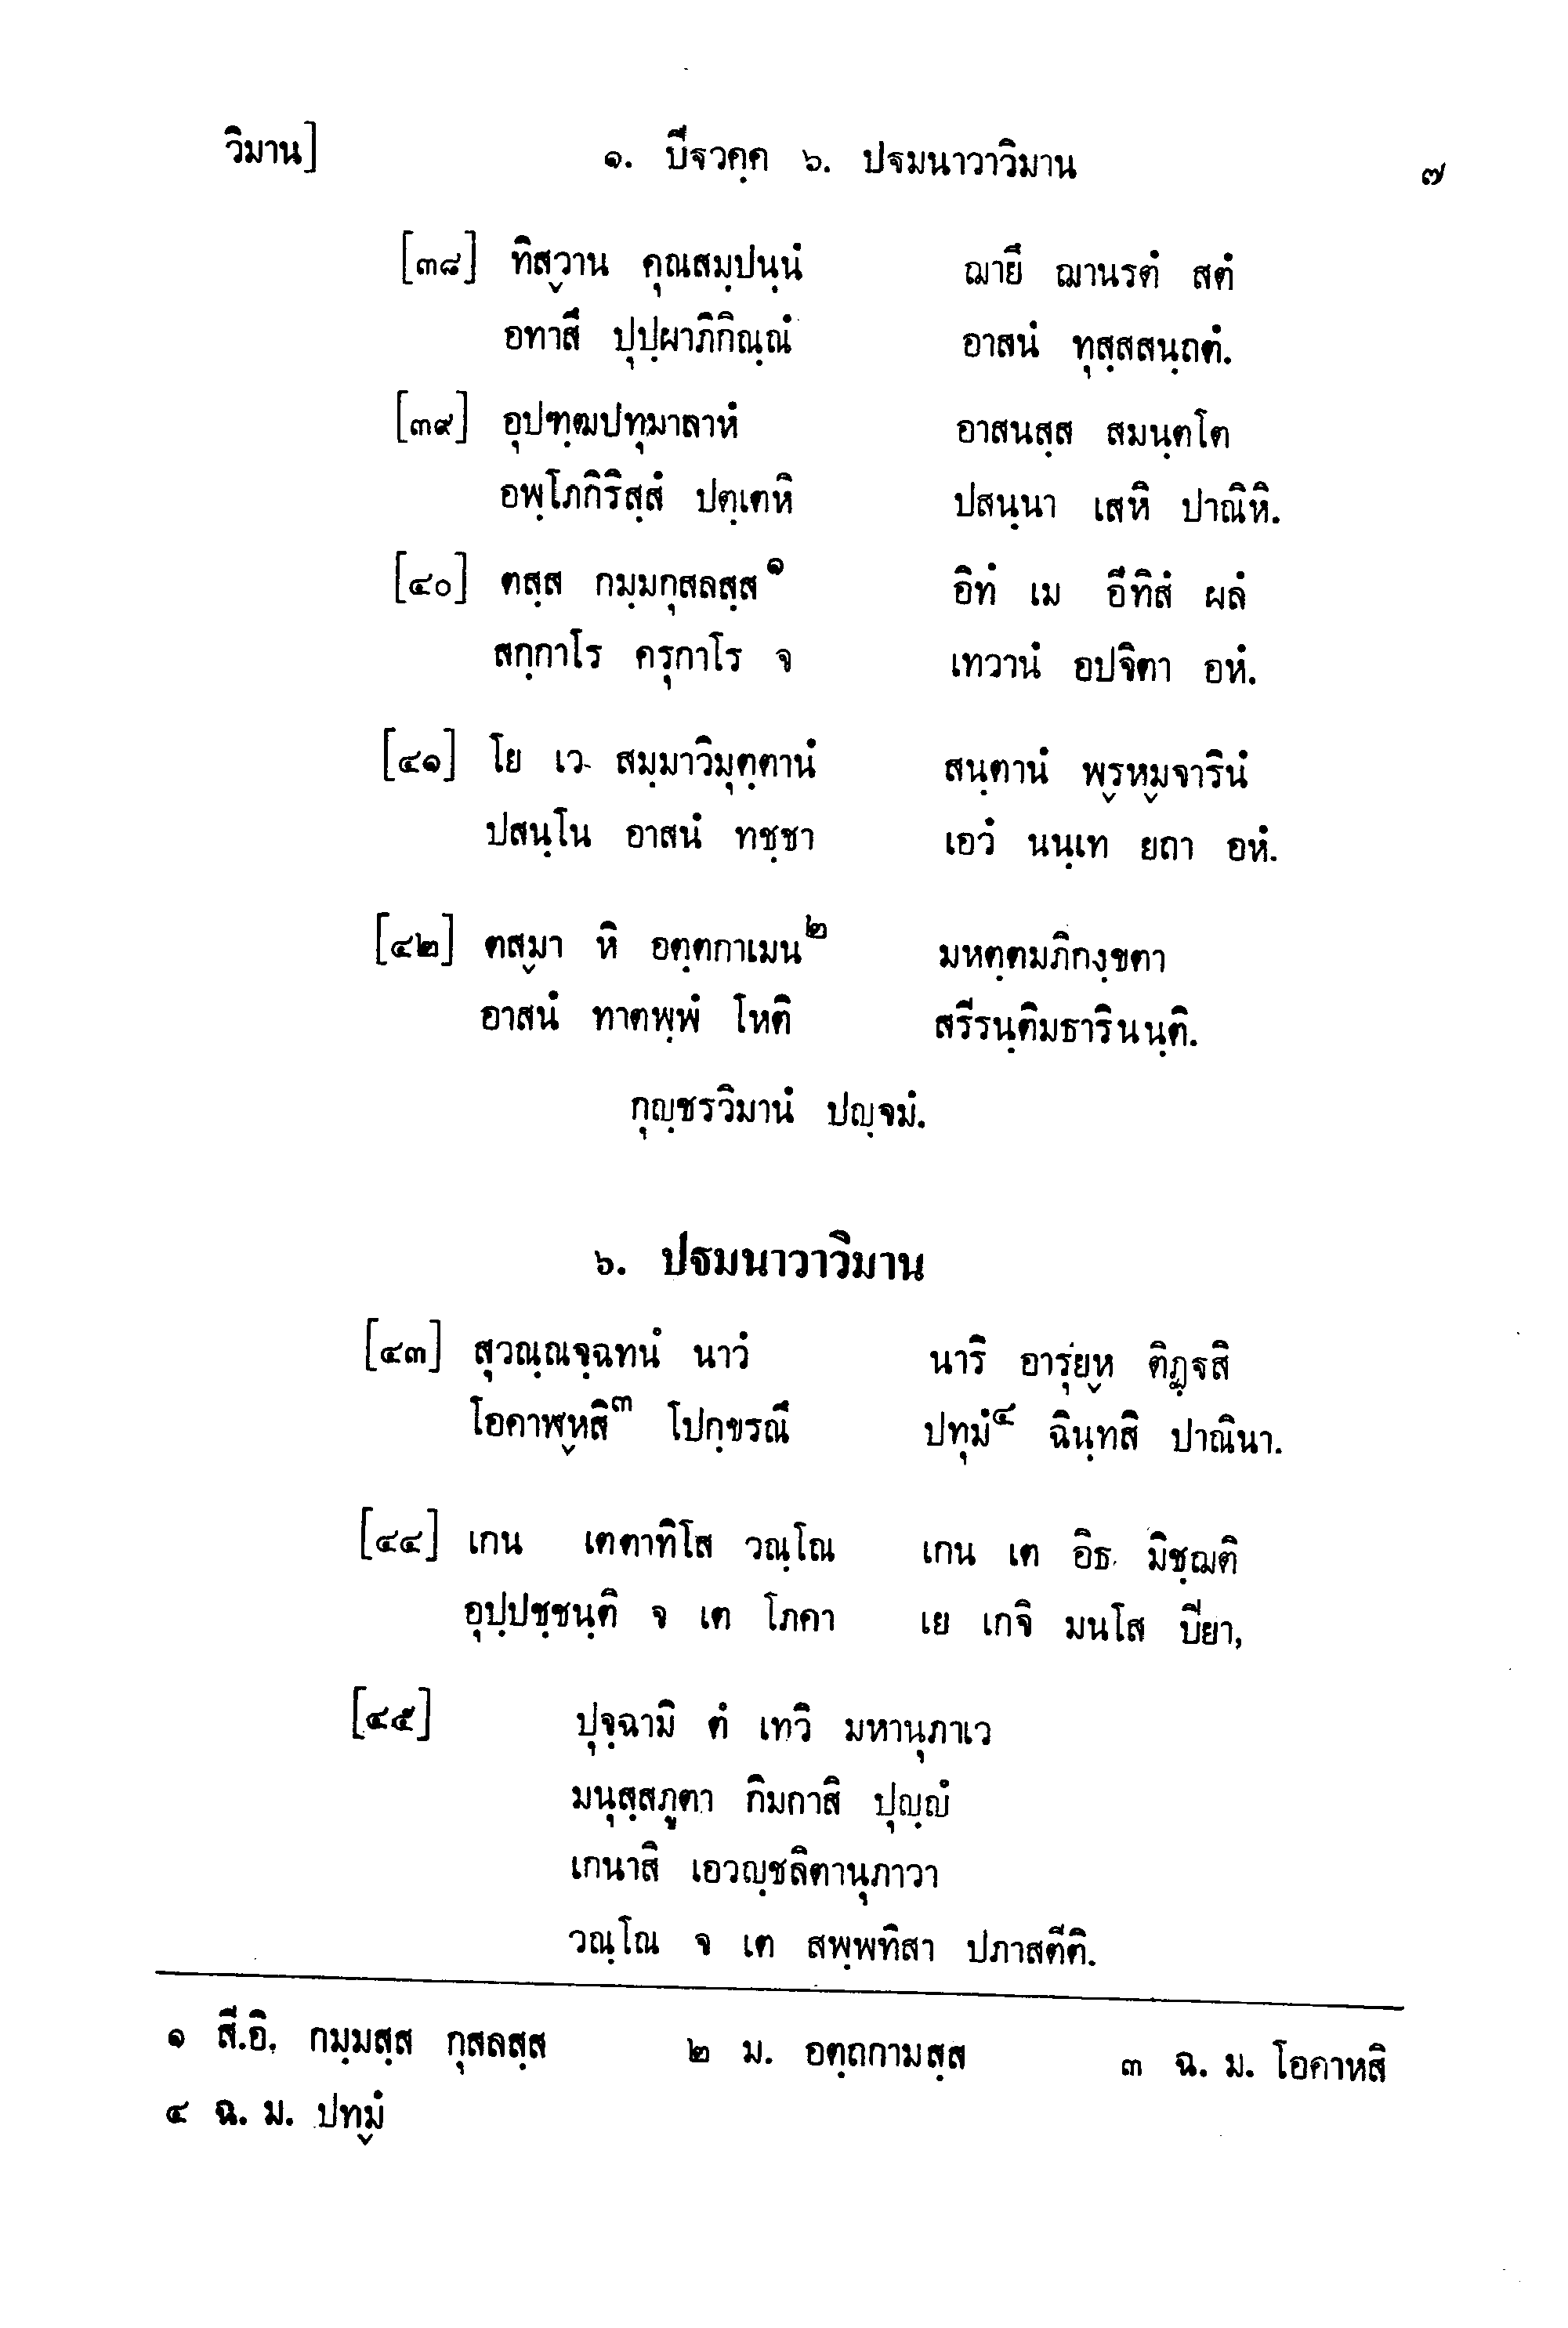 วิมาน] ๑. ปีฐวคฺค ๖. ปฐมนาวาวิมาน ๗
[๓๘] ทิสฺวาน คุณสมฺปนฺนํ ฌายึ ฌานรตํ สตํ
อทาสึ ปุปฺผาภิกิณฺณํ อาสนํ ทุสฺสสนฺถตํ.
[๓๙] อุปฑฺฒปทุมาลาหํ อาสนสฺส สมนฺตโต
อพฺโภกิริสฺสํ ปตฺเตหิ ปสนฺนา เสหิ ปาณิหิ.
[๔๐] ตสฺส กมฺมกุสลสฺส๑ อิทํ เม อีทิสํ ผลํ
สกฺกาโร ครุกาโร จ เทวานํ อปจิตา อหํ.
[๔๑] โย เว สมฺมาวิมุตฺตานํ สนฺตานํ พฺรหฺมจารินํ
ปสนฺโน อาสนํ ทชฺชา เอวํ นนฺเท ยถา อหํ.
[๔๒] ตสฺมา หิ อตฺตกาเมน๒ มหตฺตมภิกงฺขตา
อาสนํ ทาตพฺพํ โหติ สรีรนฺติมธารินนฺติ.
กุญฺชรวิมานํ ปญฺจมํ.
๖. ปฐมนาวาวิมาน
[๔๓] สุวณฺณจฺฉทนํ นาวํ นาริ อารุยฺห ติฏฺฐสิ
โอคาฬฺหสิ๓ โปกฺขรณึ ปทุมํ๔ ฉินฺทสิ ปาณินา.
[๔๔] เกน เตตาทิโส วณฺโณ เกน เต อิธ มิชฺฌติ
อุปฺปชฺชนฺติ จ เต โภคา เย เกจิ มนโส ปิยา,
[๔๕] ปุจฺฉามิ ตํ เทวิ มหานุภาเว
มนุสฺสภูตา กิมกาสิ ปุญฺญํ
เกนาสิ เอวญฺชลิตานุภาวา
วณฺโณ จ เต สพฺพทิสา ปภาสตีติ.
๑ สี.อิ. กมฺมสฺส กุสลสฺส ๒ ม. อตฺถกามสฺส ๓ ฉ. ม. โอคาหสิ
๔ ฉ. ม. ปทฺมํ